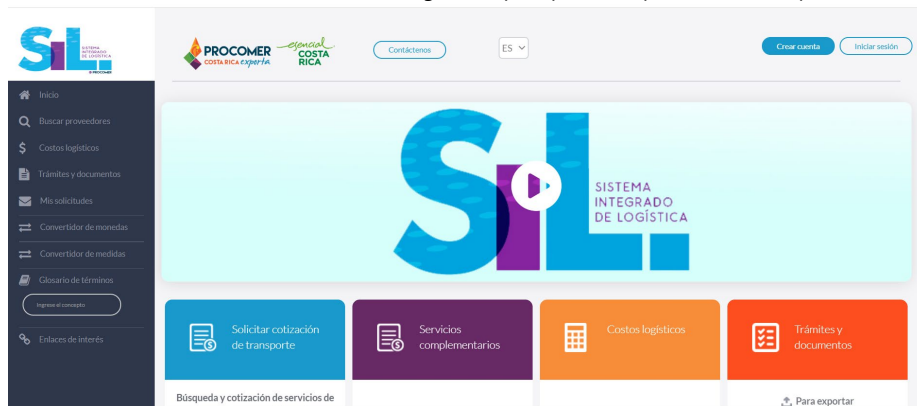 SIL.
SISTEMA
INTEGRADO
DE LOGÍSTICA
PROCOMER
COSTA RICA exporta
esencial
COSTA
RICA
Contáctenos
ES
Crear cuenta
Iniciar sesión
Inicio
Buscar proveedores
Costos logísticos
Trámites y documentos
Mis solicitudes
Convertidor de monedas
Convertidor de medidas
Glosario de términos
Ingrese el concepto
Enlaces de interés
SIL.
SISTEMA
INTEGRADO
DE LOGÍSTICA
Solicitar cotización
de transporte
Servicios
complementarios
Costos logísticos
Trámites y
documentos
Búsqueda y cotización de servicios de
Para exportar